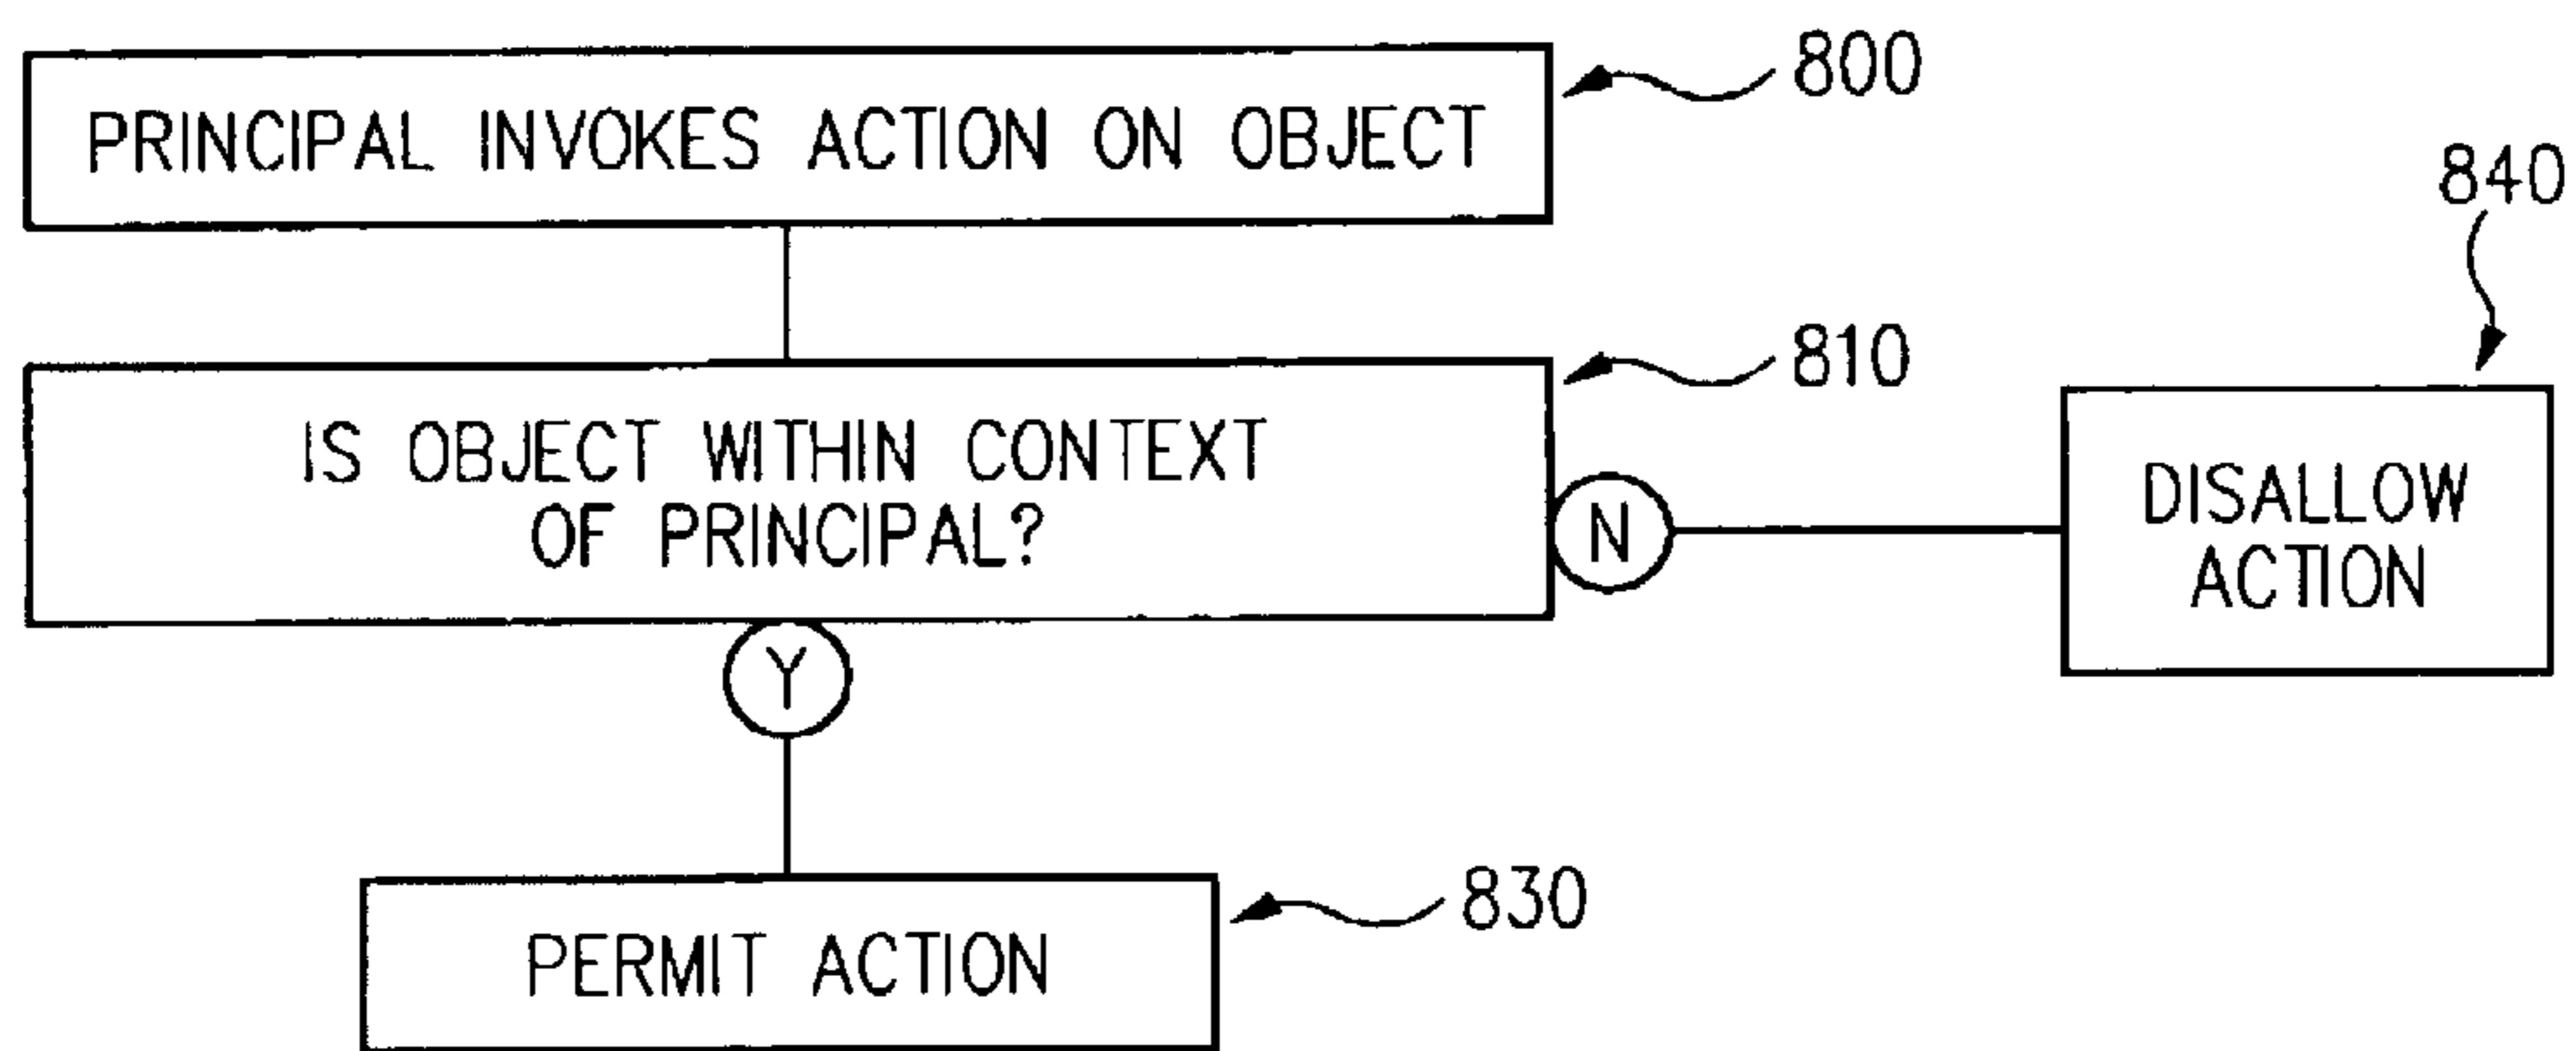 PRINCIPAL INVOKES ACTION ON OBJECT
800
840
IS OBJECT WITHIN CONTEXT
OF PRINCIPAL?
810
N
DISALLOW
ACTION
Y
PERMIT ACTION
830